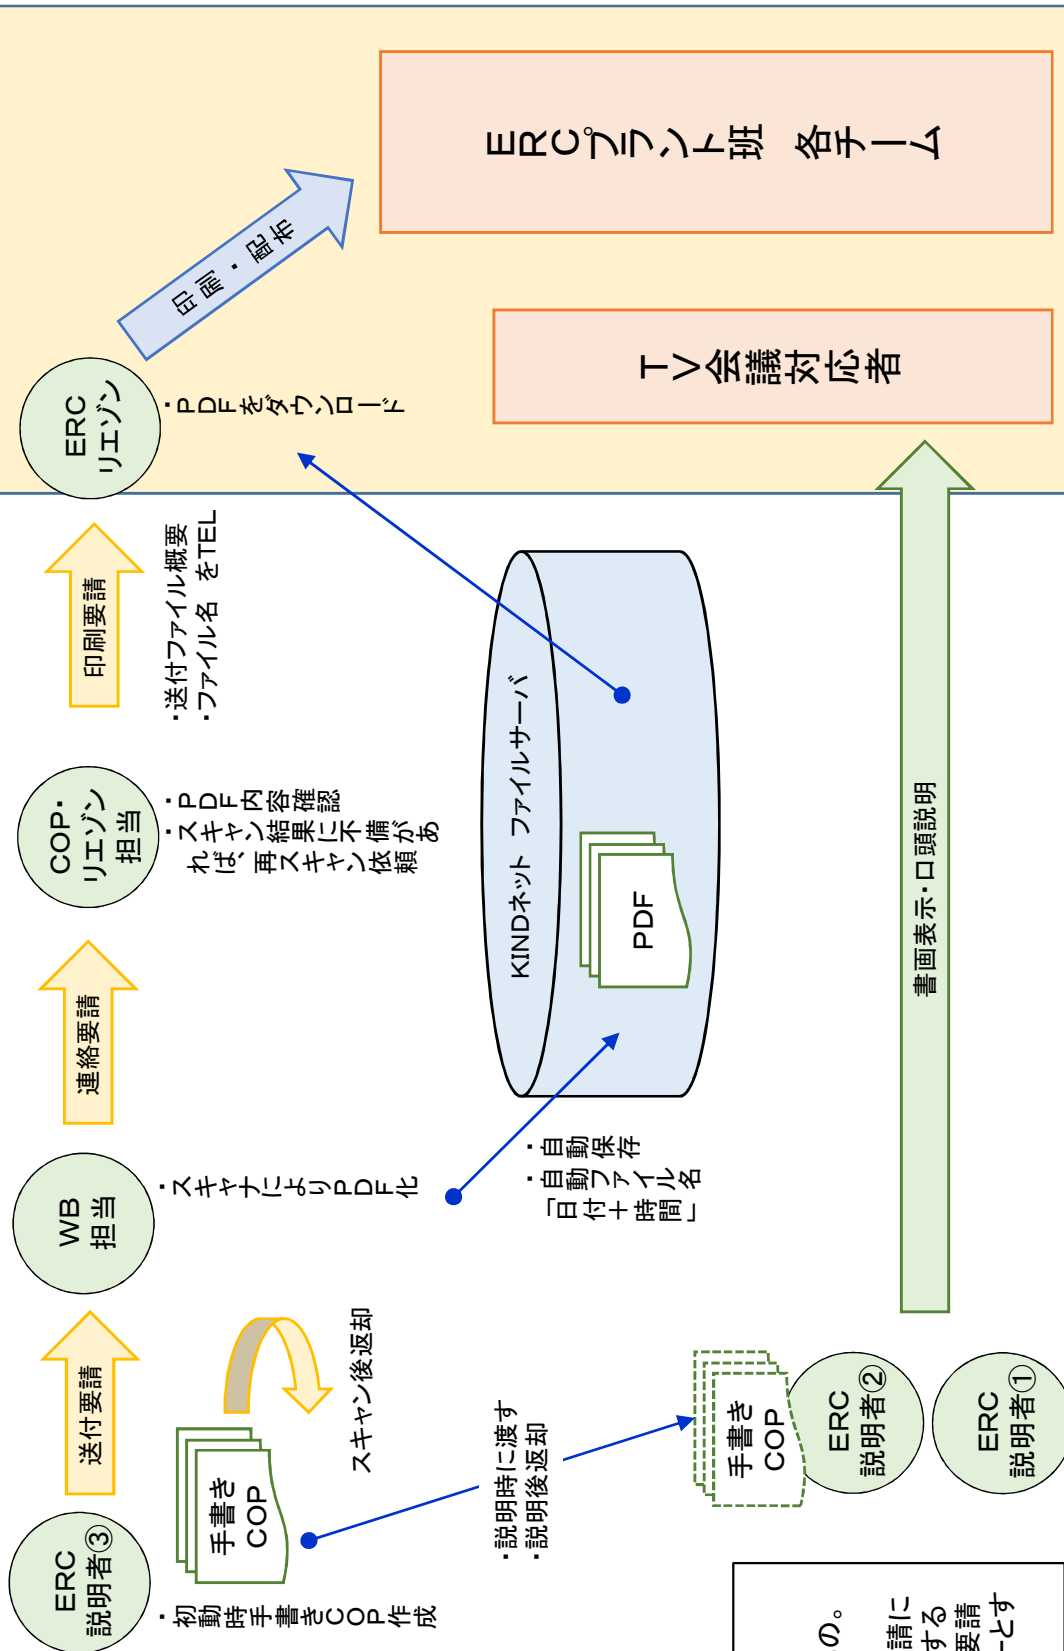 ERC
説明者③
・初動時手書きCOP作成
送付要請
手書き
COP
スキャン後返却
WB
担当
・スキャナによりPDF化
連絡要請
COP・
リエゾン
担当
・PDF内容確認
・スキャン結果に不備があ
れば、再スキャン依頼
印刷要請
・送付ファイル概要
・ファイル名 をTEL
ERC
リエゾン
・PDFをダウンロード
印刷・配布
ERCプラント班 各チーム
TV会議対応者
KINDネット ファイルサーバ
PDF
・自動保存
・自動ファイル名
「日付+時間」
・説明時に渡す
・説明後返却
手書き
COP
ERC
説明者②
ERC
説明者①
書画表示・口頭説明
の。
請に
する
要請
ーとす